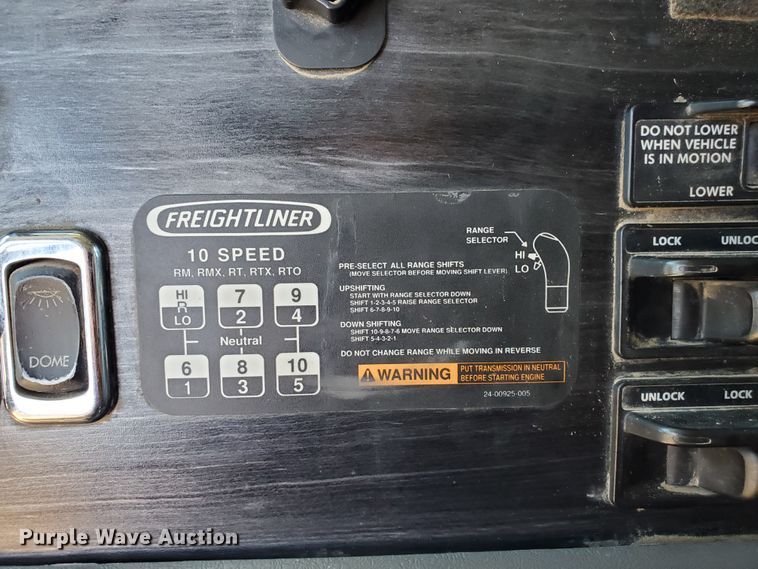 DO NOT LOWER
WHEN VEHICLE
IS IN MOTION
LOWER
FREIGHTLINER
10 SPEED
RM, RMX, RT, RTX, RTO
HI
R
LO
7
2
9
4
Neutral
6
1
8
3
10
5
RANGE
SELECTOR
HI
LO
PRE-SELECT ALL RANGE SHIFTS
(MOVE SELECTOR BEFORE MOVING SHIFT LEVER)
UPSHIFTING
START WITH RANGE SELECTOR DOWN
SHIFT 1-2-3-4-5 RAISE RANGE SELECTOR
SHIFT 6-7-8-9-10
DOWN SHIFTING
SHIFT 10-9-8-7-6 MOVE RANGE SELECTOR DOWN
SHIFT 5-4-3-2-1
DO NOT CHANGE RANGE WHILE MOVING IN REVERSE
WARNING
PUT TRANSMISSION IN NEUTRAL
BEFORE STARTING ENGINE
24-00925-005
LOCK UNLOC
UNLOCK LOCK
DOME
Purple Wave Auction